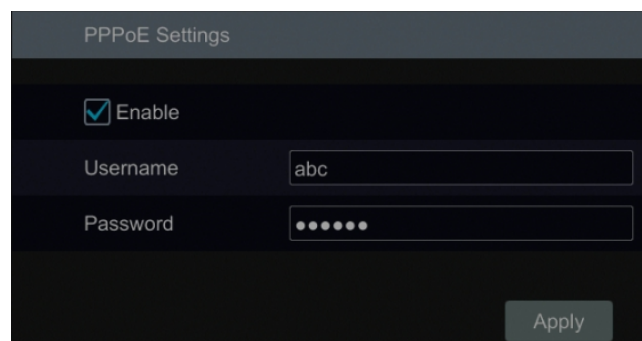 PPPoE Settings
Enable
Username abc
Password ●●●●●●
Apply